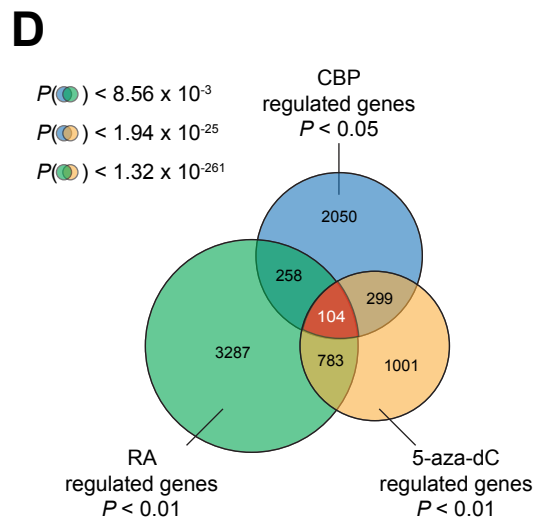 D
P( ) < 8.56 x 10-3
P( ) < 1.94 x 10-25
P( ) < 1.32 x 10-261
CBP
regulated genes
P < 0.05
2050
258
299
104
3287
783
1001
RA
regulated genes
P < 0.01
5-aza-dC
regulated genes
P < 0.01